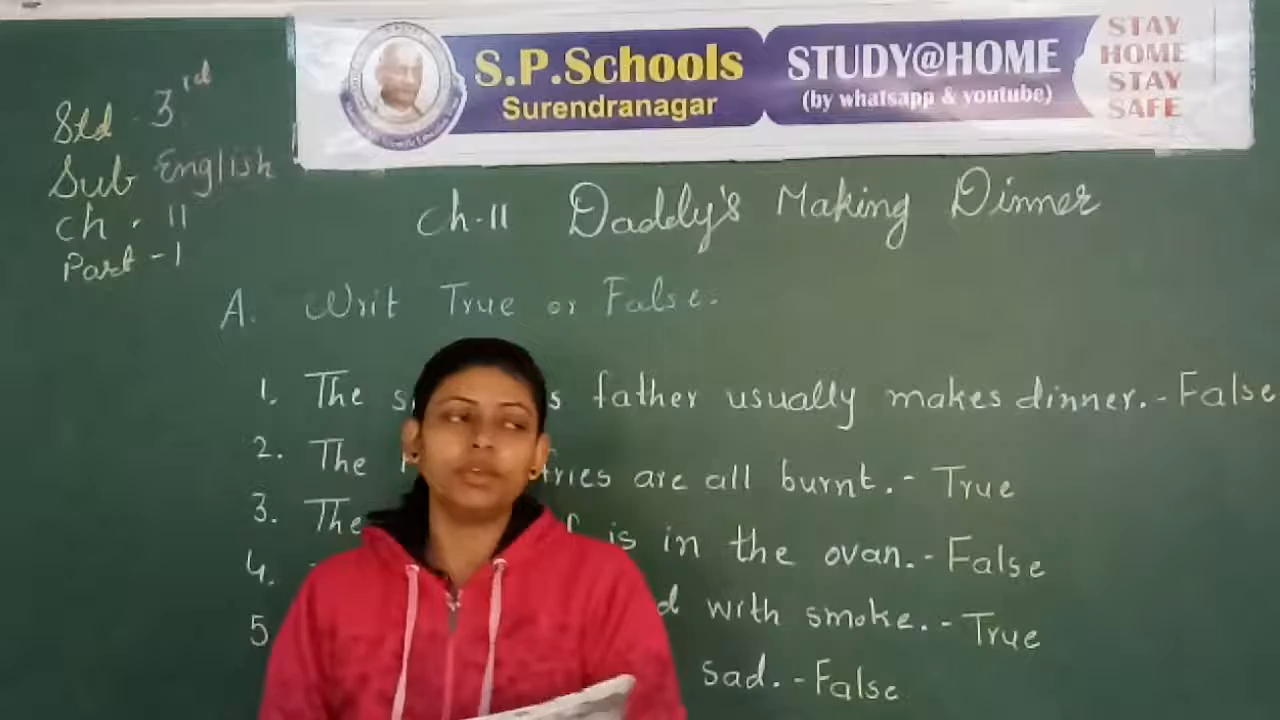 S.P.Schools
Surendranagar
STUDY@HOME
(by whatsapp & youtube)
STAY
HOME
STAY
SAFE
Std - 3rd
Sub English
Ch. 11
Part - 1
Ch-11 Daddy's Making Dinner
A. Writ True or False.
1. The s father usually makes dinner. - False
2. The tries are all burnt. - True
3. The is in the ovan. - False
4. d with smoke. - True
5 sad. - False